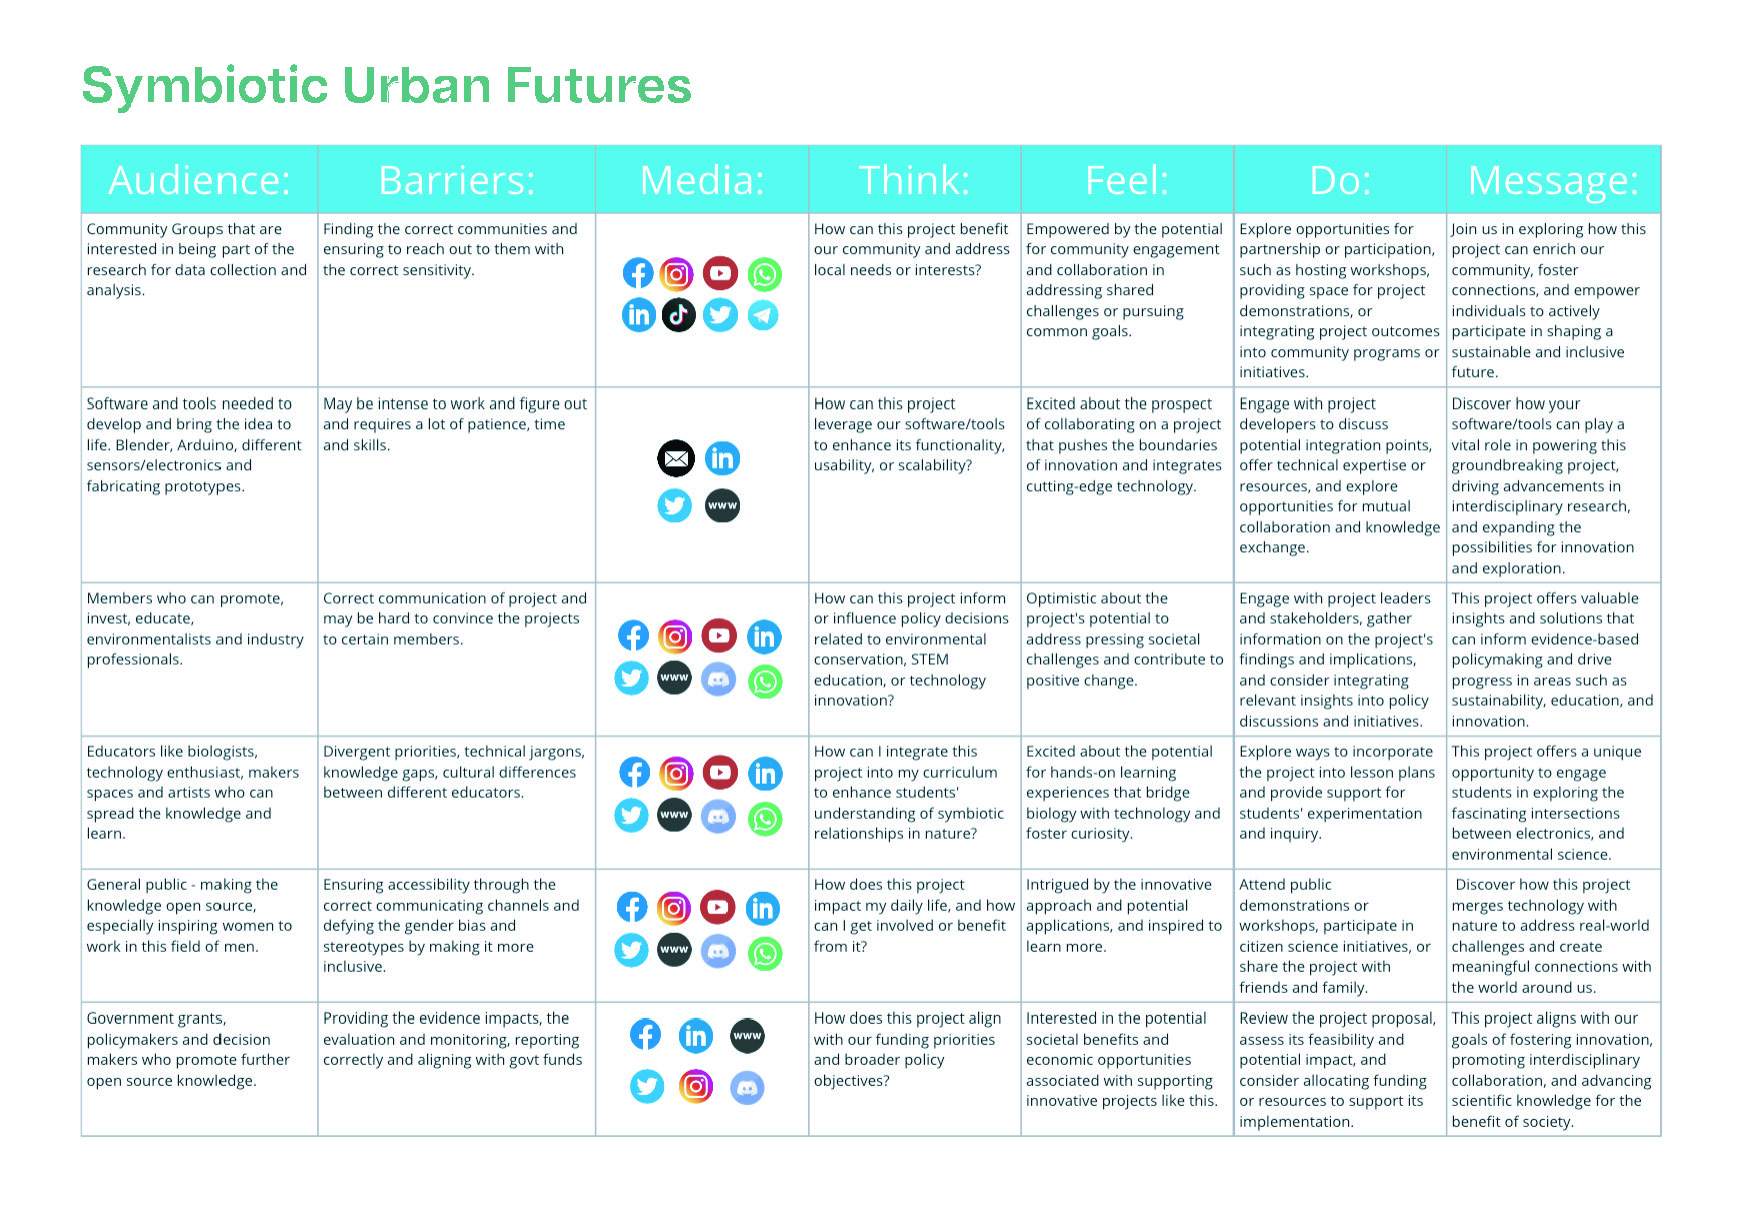 Symbiotic Urban Futures
Audience:
Barriers:
Media:
Think:
Feel:
Do:
Message:
Community Groups that are
interested in being part of the
research for data collection and
analysis.
Finding the correct communities and
ensuring to reach out to them with
the correct sensitivity.
How can this project benefit
our community and address
local needs or interests?
Empowered by the potential
for community engagement
and collaboration in
addressing shared
challenges or pursuing
common goals.
Explore opportunities for
partnership or participation,
such as hosting workshops,
providing space for project
demonstrations, or
integrating project outcomes
into community programs or
initiatives.
Join us in exploring how this
project can enrich our
community, foster
connections, and empower
individuals to actively
participate in shaping a
sustainable and inclusive
future.
Software and tools needed to
develop and bring the idea to
life. Blender, Arduino, different
sensors/electronics and
fabricating prototypes.
May be intense to work and figure out
and requires a lot of patience, time
and skills.
www
How can this project
leverage our software/tools
to enhance its functionality,
usability, or scalability?
Excited about the prospect
of collaborating on a project
that pushes the boundaries
of innovation and integrates
cutting-edge technology.
Engage with project
developers to discuss
potential integration points,
offer technical expertise or
resources, and explore
opportunities for mutual
collaboration and knowledge
exchange.
Discover how your
software/tools can play a
vital role in powering this
groundbreaking project,
driving advancements in
interdisciplinary research,
and expanding the
possibilities for innovation
and exploration.
Members who can promote,
invest, educate,
environmentalists and industry
professionals.
Correct communication of project and
may be hard to convince the projects
to certain members.
www
How can this project inform
or influence policy decisions
related to environmental
conservation, STEM
education, or technology
innovation?
Optimistic about the
project's potential to
address pressing societal
challenges and contribute to
positive change.
Engage with project leaders
and stakeholders, gather
information on the project's
findings and implications,
and consider integrating
relevant insights into policy
discussions and initiatives.
This project offers valuable
insights and solutions that
can inform evidence-based
policymaking and drive
progress in areas such as
sustainability, education, and
innovation.
Educators like biologists,
technology enthusiast, makers
spaces and artists who can
spread the knowledge and
learn.
Divergent priorities, technical jargons,
knowledge gaps, cultural differences
between different educators.
www
How can I integrate this
project into my curriculum
to enhance students'
understanding of symbiotic
relationships in nature?
Excited about the potential
for hands-on learning
experiences that bridge
biology with technology and
foster curiosity.
Explore ways to incorporate
the project into lesson plans
and provide support for
students' experimentation
and inquiry.
This project offers a unique
opportunity to engage
students in exploring the
fascinating intersections
between electronics, and
environmental science.
General public - making the
knowledge open source,
especially inspiring women to
work in this field of men.
Ensuring accessibility through the
correct communicating channels and
defying the gender bias and
stereotypes by making it more
inclusive.
www
How does this project
impact my daily life, and how
can I get involved or benefit
from it?
Intrigued by the innovative
approach and potential
applications, and inspired to
learn more.
Attend public
demonstrations or
workshops, participate in
citizen science initiatives, or
share the project with
friends and family.
Discover how this project
merges technology with
nature to address real-world
challenges and create
meaningful connections with
the world around us.
Government grants,
policymakers and decision
makers who promote further
open source knowledge.
Providing the evidence impacts, the
evaluation and monitoring, reporting
correctly and aligning with govt funds
www
How does this project align
with our funding priorities
and broader policy
objectives?
Interested in the potential
societal benefits and
economic opportunities
associated with supporting
innovative projects like this.
Review the project proposal,
assess its feasibility and
potential impact, and
consider allocating funding
or resources to support its
implementation.
This project aligns with our
goals of fostering innovation,
promoting interdisciplinary
collaboration, and advancing
scientific knowledge for the
benefit of society.